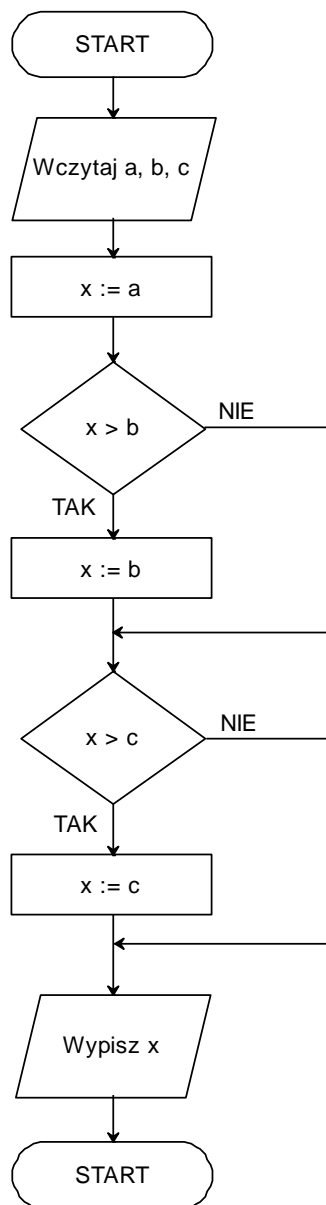 START
Wczytaj a, b, c
x := a
x > b
NIE
TAK
x := b
x > c
NIE
TAK
x := c
Wypisz x
START